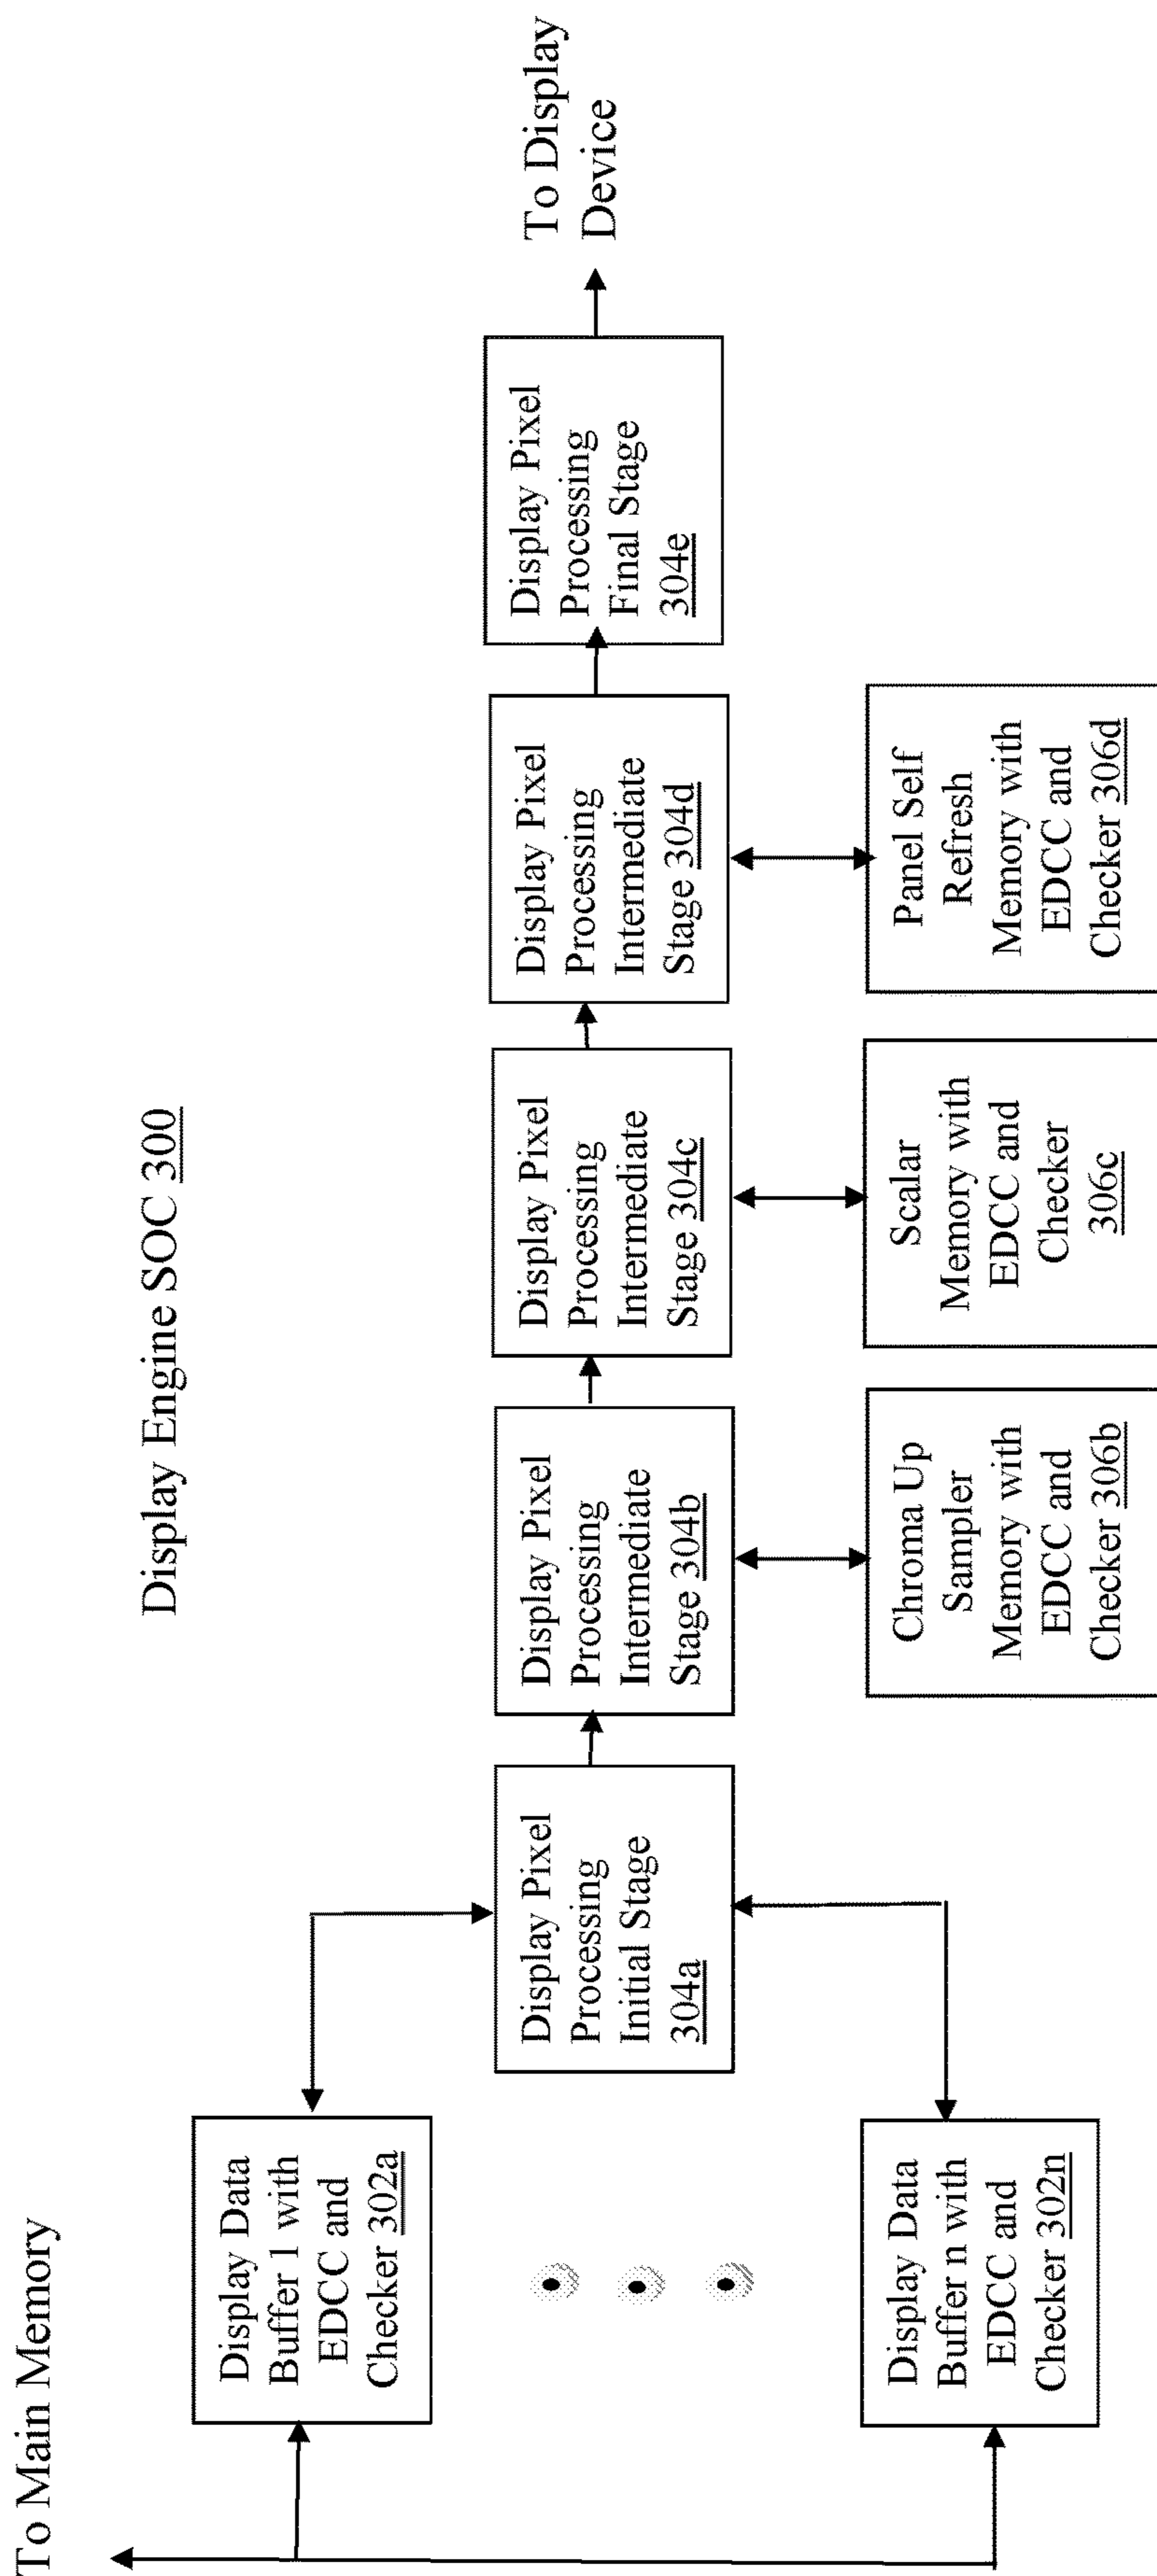 Display Engine SOC 300
To Main Memory
Display Data
Buffer 1 with
EDCC and
Checker 302a
Display Data
Buffer n with
EDCC and
Checker 302n
Display Pixel
Processing
Initial Stage
304a
Display Pixel
Processing
Intermediate
Stage 304b
Display Pixel
Processing
Intermediate
Stage 304c
Display Pixel
Processing
Intermediate
Stage 304d
Display Pixel
Processing
Final Stage
304e
To Display
Device
Chroma Up
Sampler
Memory with
EDCC and
Checker 306b
Scalar
Memory with
EDCC and
Checker
306c
Panel Self
Refresh
Memory with
EDCC and
Checker 306d